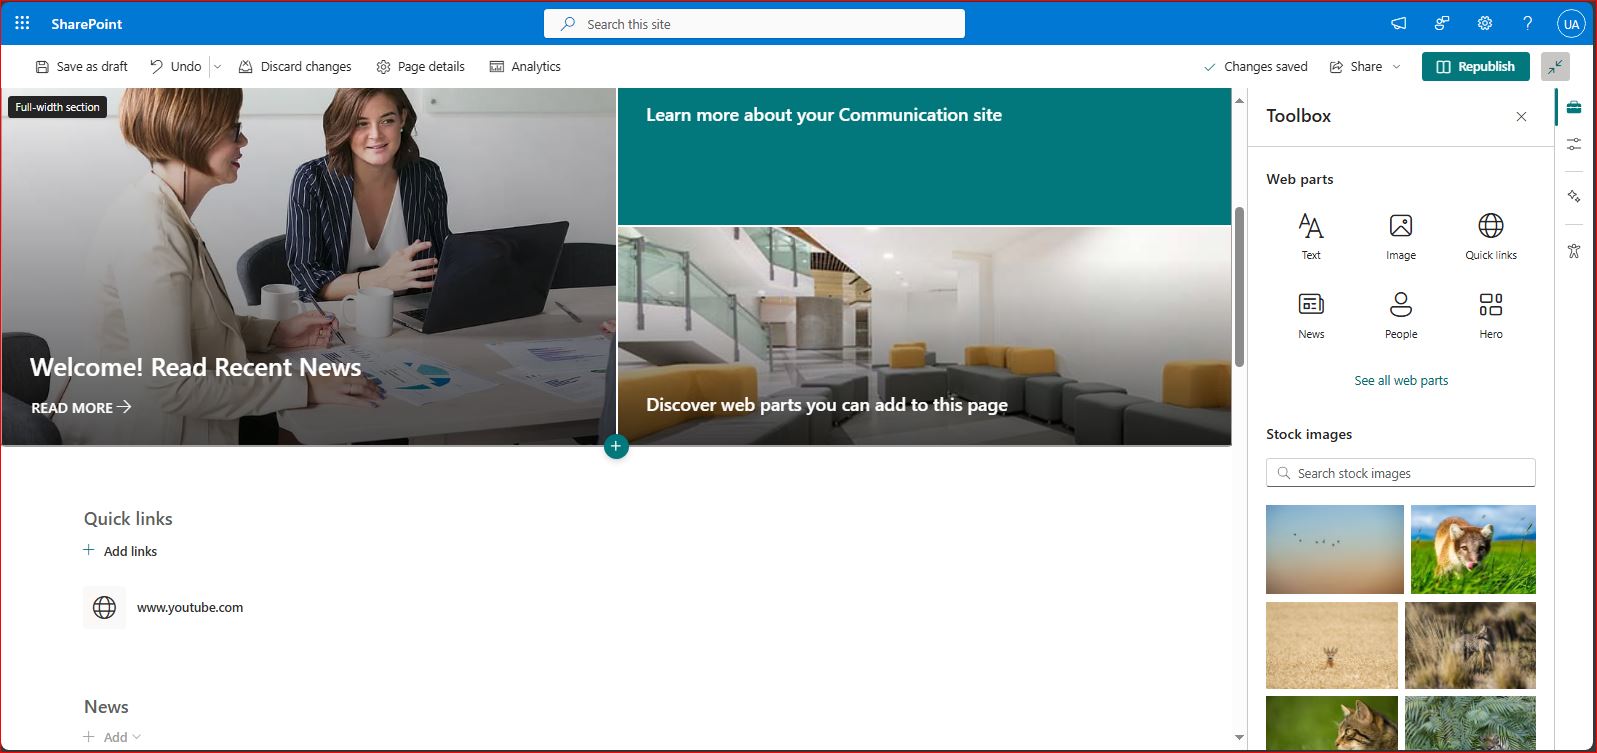 SharePoint
Search this site
UA
Save as draft
Undo
Discard changes
Page details
Analytics
Changes saved
Share
Republish
Full-width section
Learn more about your Communication site
Welcome! Read Recent News
READ MORE
Discover web parts you can add to this page
Quick links
Add links
www.youtube.com
News
Add
Toolbox
Web parts
Text
Image
Quick links
News
People
Hero
See all web parts
Stock images
Search stock images